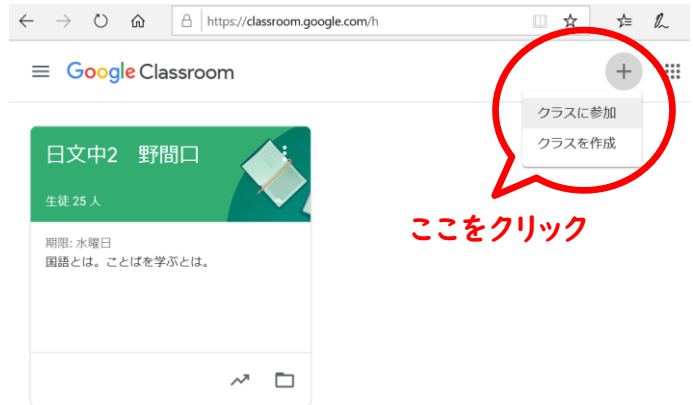 https://classroom.google.com/h
Google Classroom
クラスに参加
クラスを作成
日文中2 野間口
生徒 25 人
ここをクリック
期限: 水曜日
国語とは。ことばを学ぶとは。